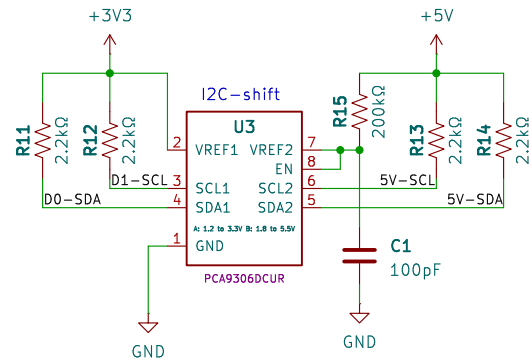 +3V3
+5V
I2C-shift
R11
2.2kΩ
R12
2.2kΩ
U3
R15
200kΩ
R13
2.2kΩ
R14
2.2kΩ
2
VREF1
VREF2
7
EN
8
D1-SCL
3
SCL1
SCL2
6
5V-SCL
D0-SDA
4
SDA1
SDA2
5
5V-SDA
A: 1.2 to 3.3V B: 1.8 to 5.5V
1
GND
C1
100pF
PCA9306DCUR
GND
GND